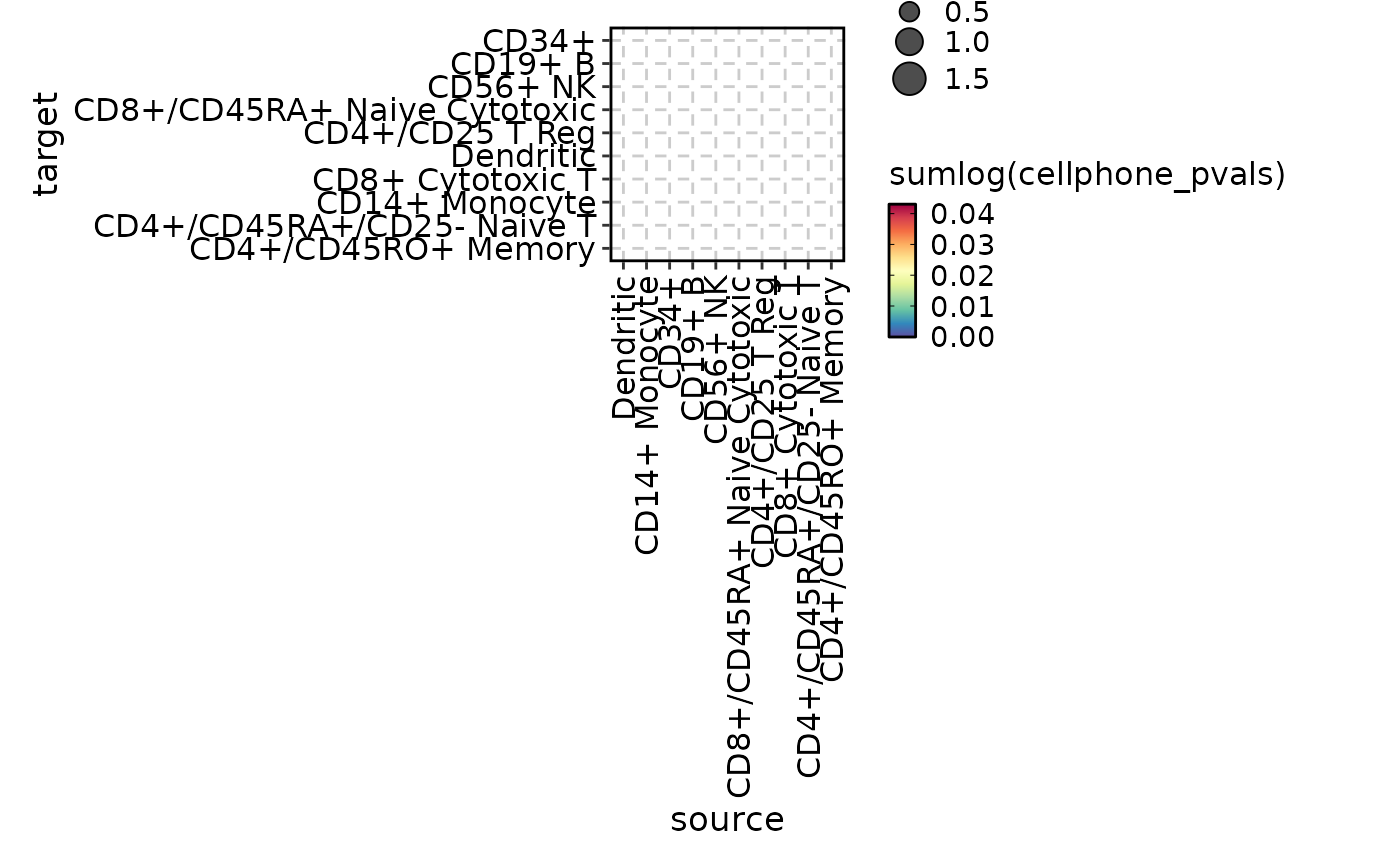 target
CD34+
CD19+ B
CD56+ NK
CD8+/CD45RA+ Naive Cytotoxic
CD4+/CD25 T Reg
Dendritic
CD8+ Cytotoxic T
CD14+ Monocyte
CD4+/CD45RA+/CD25- Naive T
CD4+/CD45RO+ Memory
Dendritic
CD14+ Monocyte
CD34+
CD19+ B
CD56+ NK
CD8+/CD45RA+ Naive Cytotoxic
CD4+/CD25 T Reg
CD8+ Cytotoxic T
CD4+/CD45RA+/CD25- Naive T
CD4+/CD45RO+ Memory
source
0.5
1.0
1.5
sumlog(cellphone_pvals)
0.04
0.03
0.02
0.01
0.00